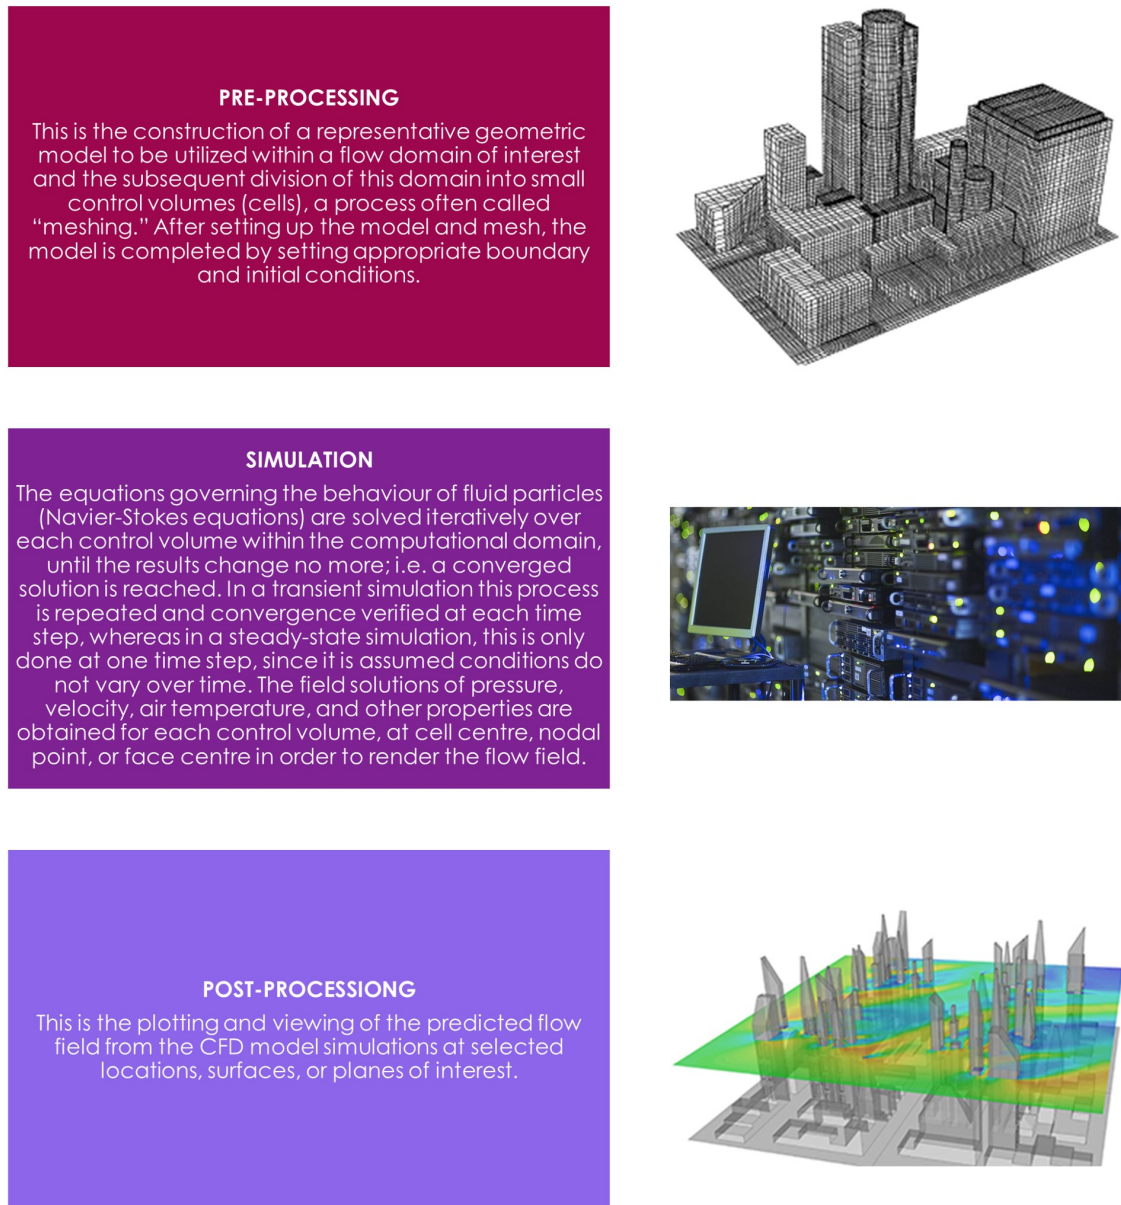 PRE-PROCESSING
This is the construction of a representative geometric
model to be utilized within a flow domain of interest
and the subsequent division of this domain into small
control volumes (cells), a process often called
“meshing.” After setting up the model and mesh, the
model is completed by setting appropriate boundary
and initial conditions.
SIMULATION
The equations governing the behaviour of fluid particles
(Navier-Stokes equations) are solved iteratively over
each control volume within the computational domain,
until the results change no more; i.e. a converged
solution is reached. In a transient simulation this process
is repeated and convergence verified at each time
step, whereas in a steady-state simulation, this is only
done at one time step, since it is assumed conditions do
not vary over time. The field solutions of pressure,
velocity, air temperature, and other properties are
obtained for each control volume, at cell centre, nodal
point, or face centre in order to render the flow field.
POST-PROCESSIONG
This is the plotting and viewing of the predicted flow
field from the CFD model simulations at selected
locations, surfaces, or planes of interest.